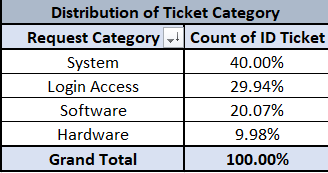 Distribution of Ticket Category
Request Category Count of ID Ticket
System 40.00%
Login Access 29.94%
Software 20.07%
Hardware 9.98%
Grand Total 100.00%